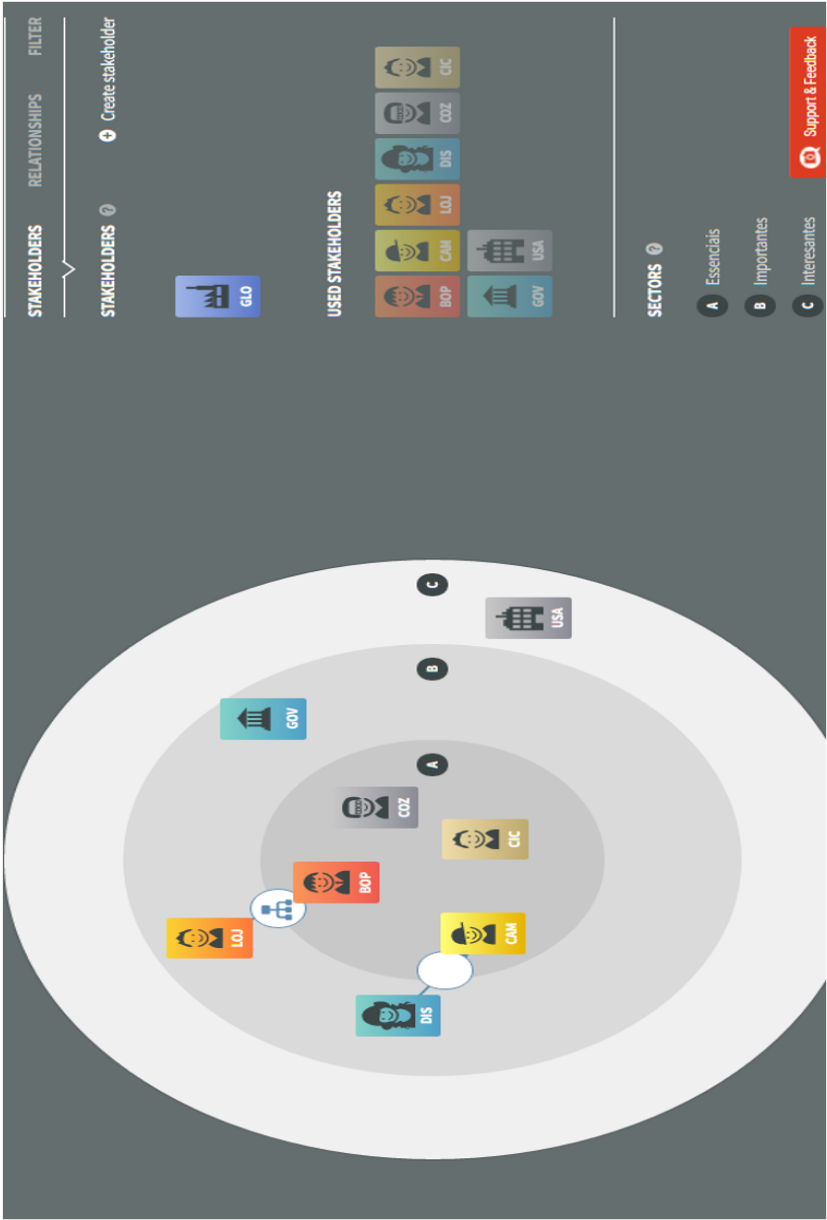 STAKEHOLDERS RELATIONSHIPS FILTER
STAKEHOLDERS ? + Create stakeholder
GLO
USED STAKEHOLDERS
BOP CAM LOJ DIS COZ CIC
GOV USA
SECTORS ?
A Essenciais
B Importantes
C Interesantes
Support & Feedback
LOJ
GOV
BOP
COZ
DIS
CAM
CIC
USA
A
B
C